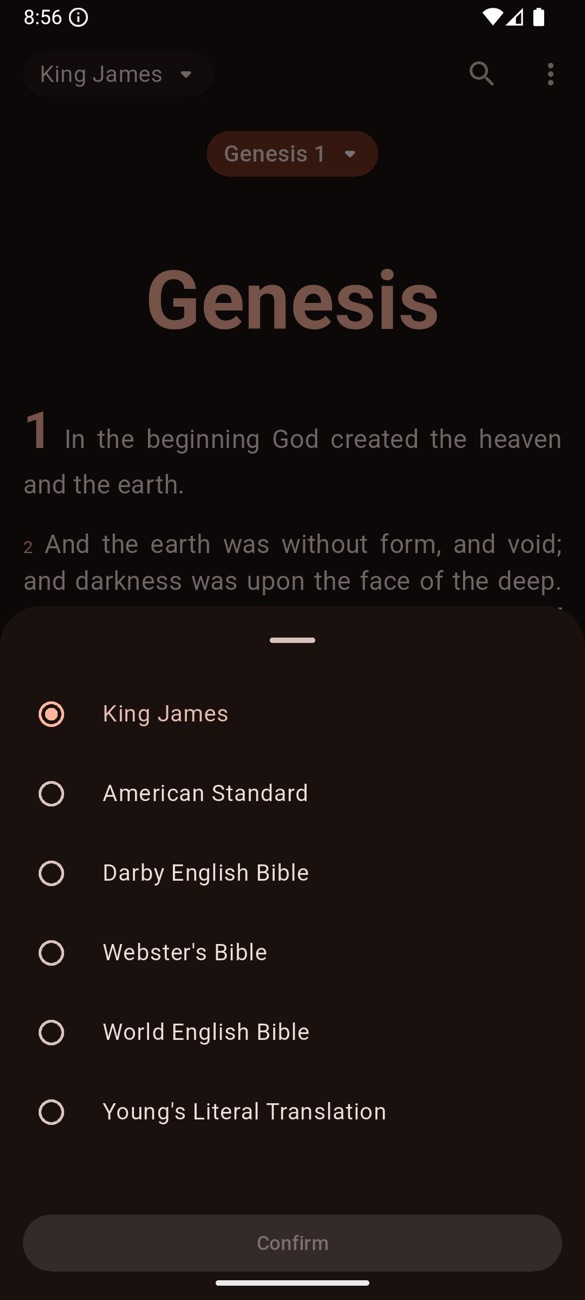 8:56
King James
Genesis 1
Genesis
1 In the beginning God created the heaven
and the earth.
2 And the earth was without form, and void;
and darkness was upon the face of the deep.
King James
American Standard
Darby English Bible
Webster's Bible
World English Bible
Young's Literal Translation
Confirm